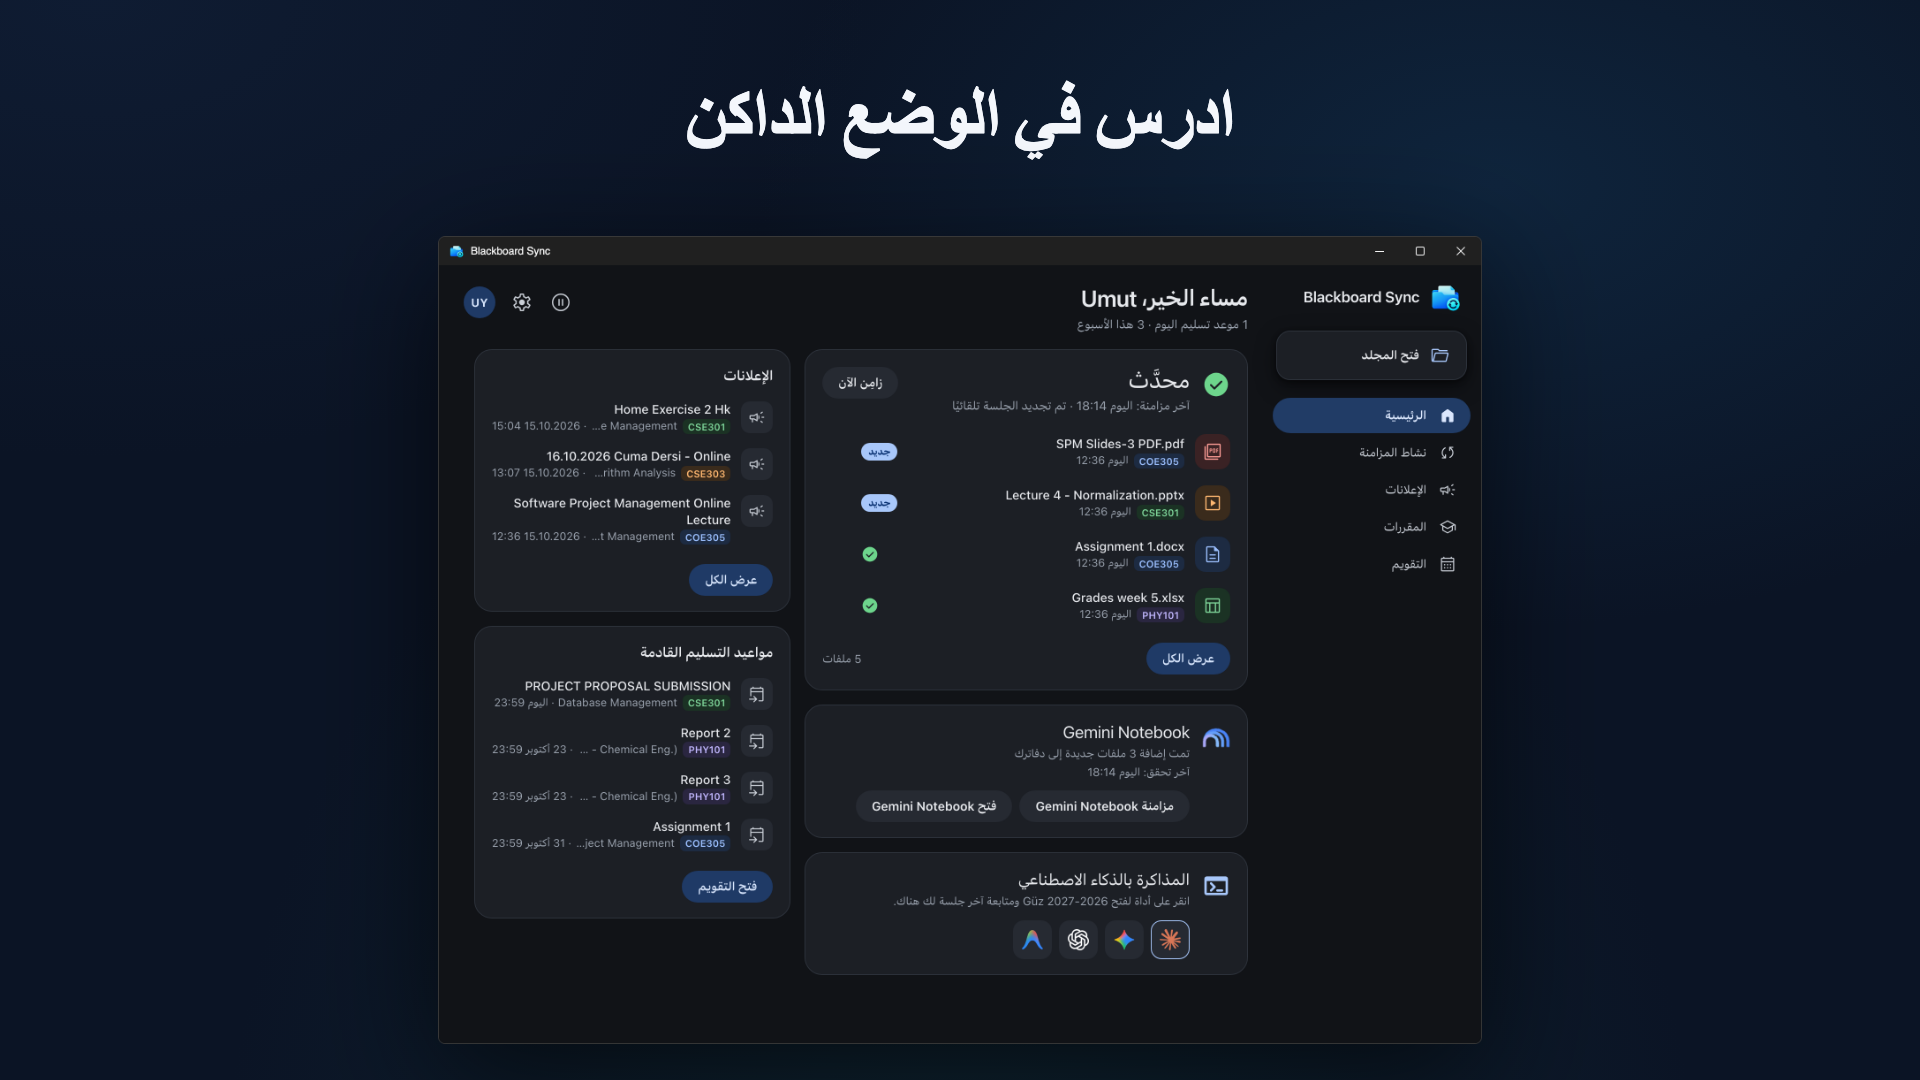 ادرس في الوضع الداكن
Blackboard Sync
Blackboard Sync
فتح المجلد
الرئيسية
نشاط المزامنة
الإعلانات
المقررات
التقويم
مساء الخير، Umut
1 موعد تسليم اليوم · 3 هذا الأسبوع
UY
محدَّث
آخر مزامنة: اليوم 18:14 · تم تجديد الجلسة تلقائيًا
زامِن الآن
SPM Slides-3 PDF.pdf
COE305 اليوم 12:36
جديد
Lecture 4 - Normalization.pptx
CSE301 اليوم 12:36
جديد
Assignment 1.docx
COE305 اليوم 12:36
Grades week 5.xlsx
PHY101 اليوم 12:36
عرض الكل
5 ملفات
Gemini Notebook
تمت إضافة 3 ملفات جديدة إلى دفاترك
آخر تحقق: اليوم 18:14
مزامنة Gemini Notebook
فتح Gemini Notebook
المذاكرة بالذكاء الاصطناعي
انقر على أداة لفتح Güz 2027-2026 ومتابعة آخر جلسة لك هناك.
الإعلانات
Home Exercise 2 Hk
CSE301 ...e Management · 15.10.2026 15:04
16.10.2026 Cuma Dersi - Online
CSE303 ...rithm Analysis · 15.10.2026 13:07
Software Project Management Online
Lecture
COE305 ...t Management · 15.10.2026 12:36
عرض الكل
مواعيد التسليم القادمة
PROJECT PROPOSAL SUBMISSION
CSE301 Database Management · اليوم 23:59
Report 2
PHY101 ... - Chemical Eng.) · 23 أكتوبر 23:59
Report 3
PHY101 ... - Chemical Eng.) · 23 أكتوبر 23:59
Assignment 1
COE305 ...ject Management · 31 أكتوبر 23:59
فتح التقويم